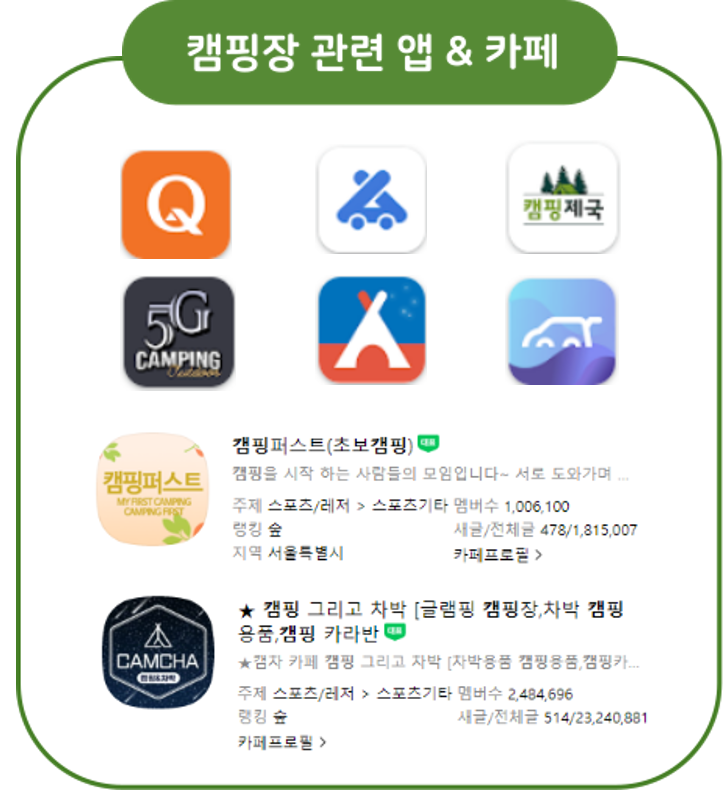 캠핑장 관련 앱 & 카페
Q
캠핑제국
5G
CAMPING
Outdoor
캠핑퍼스트(초보캠핑) 대표
캠핑을 시작 하는 사람들의 모임입니다~ 서로 도와가며 ...
캠핑퍼스트
MY FIRST CAMPING
CAMPING FIRST
주제 스포츠/레저 > 스포츠기타 멤버수 1,006,100
랭킹 숲 새글/전체글 478/1,815,007
지역 서울특별시 카페프로필 >
★ 캠핑 그리고 차박 [글램핑 캠핑장,차박 캠핑
용품,캠핑 카라반 대표
CAMCHA
캠핑&차박
★캠차 카페 캠핑 그리고 차박 [차박용품 캠핑용품,캠핑카...
주제 스포츠/레저 > 스포츠기타 멤버수 2,484,696
랭킹 숲 새글/전체글 514/23,240,881
카페프로필 >